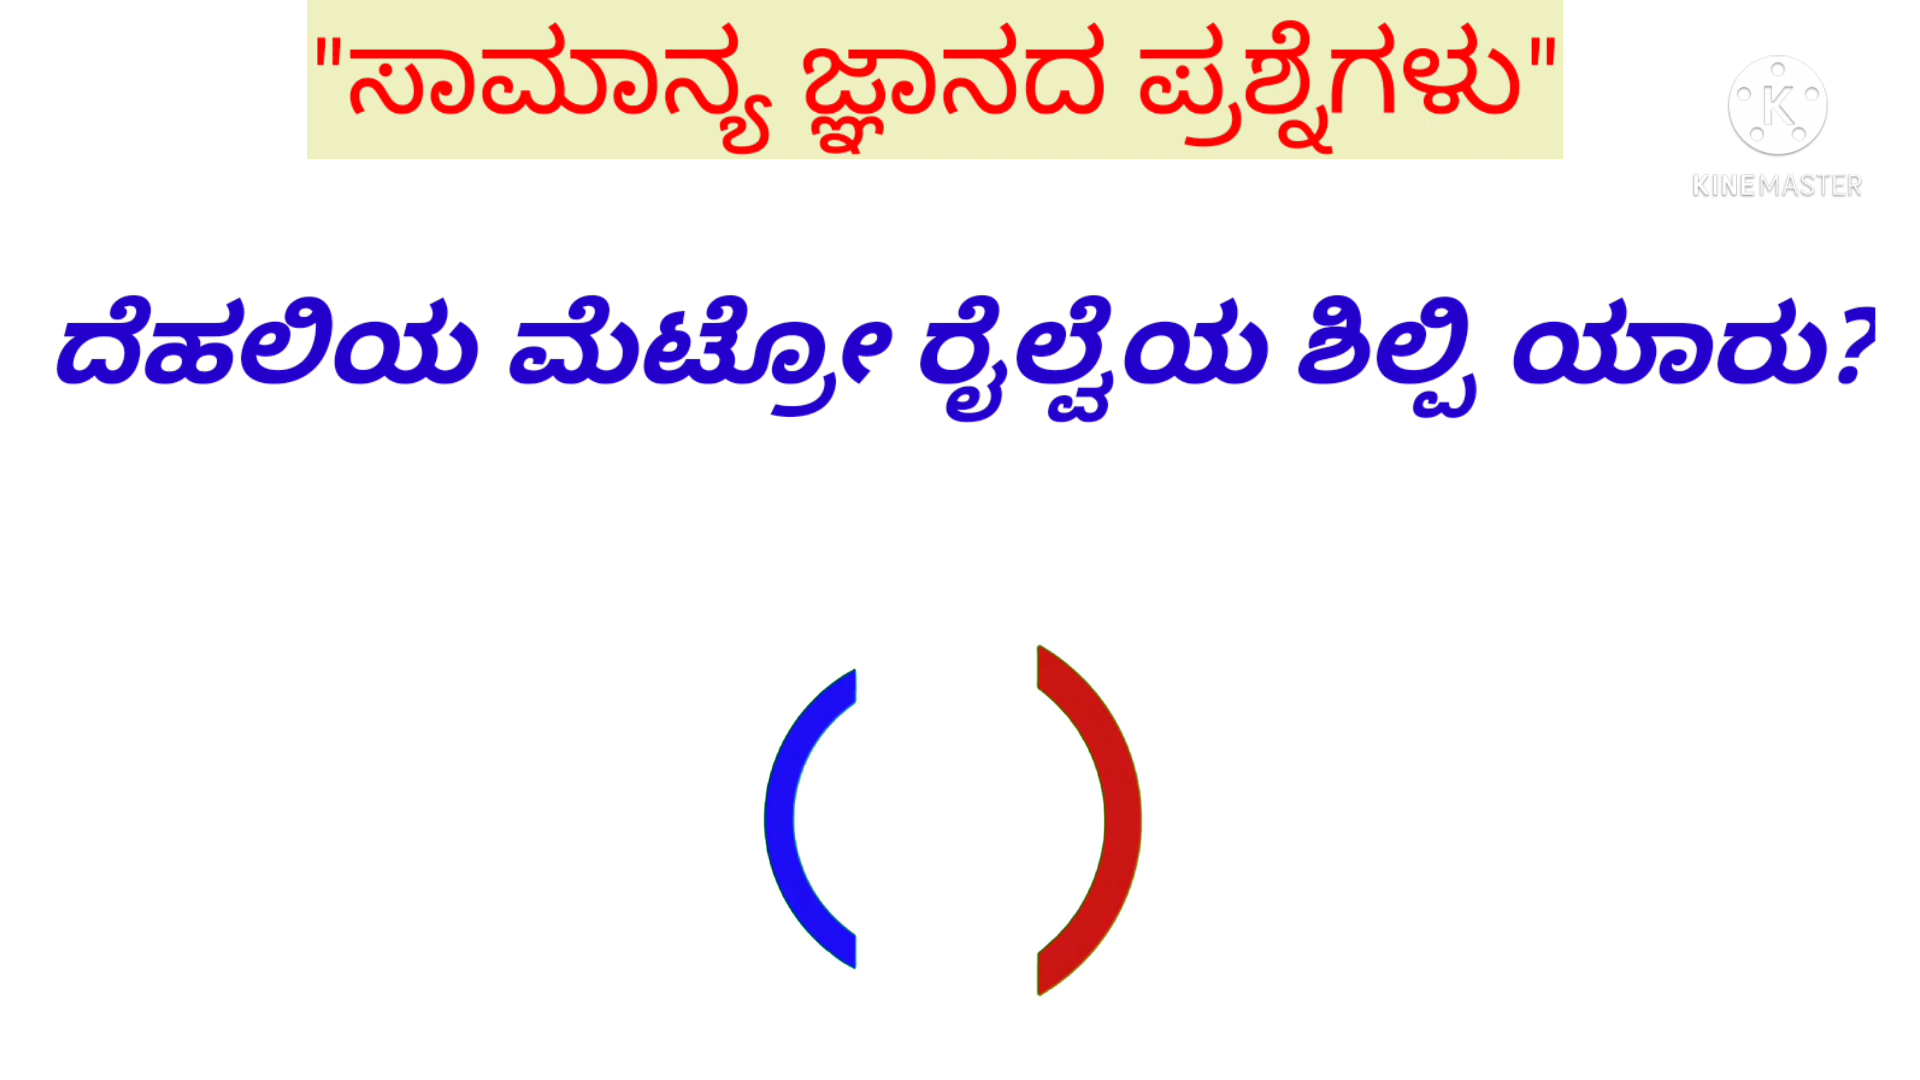 "ಸಾಮಾನ್ಯ ಜ್ಞಾನದ ಪ್ರಶ್ನೆಗಳು"
K
KINEMASTER
ದೆಹಲಿಯ ಮೆಟ್ರೋ ರೈಲ್ವೆಯ ಶಿಲ್ಪಿ ಯಾರು?